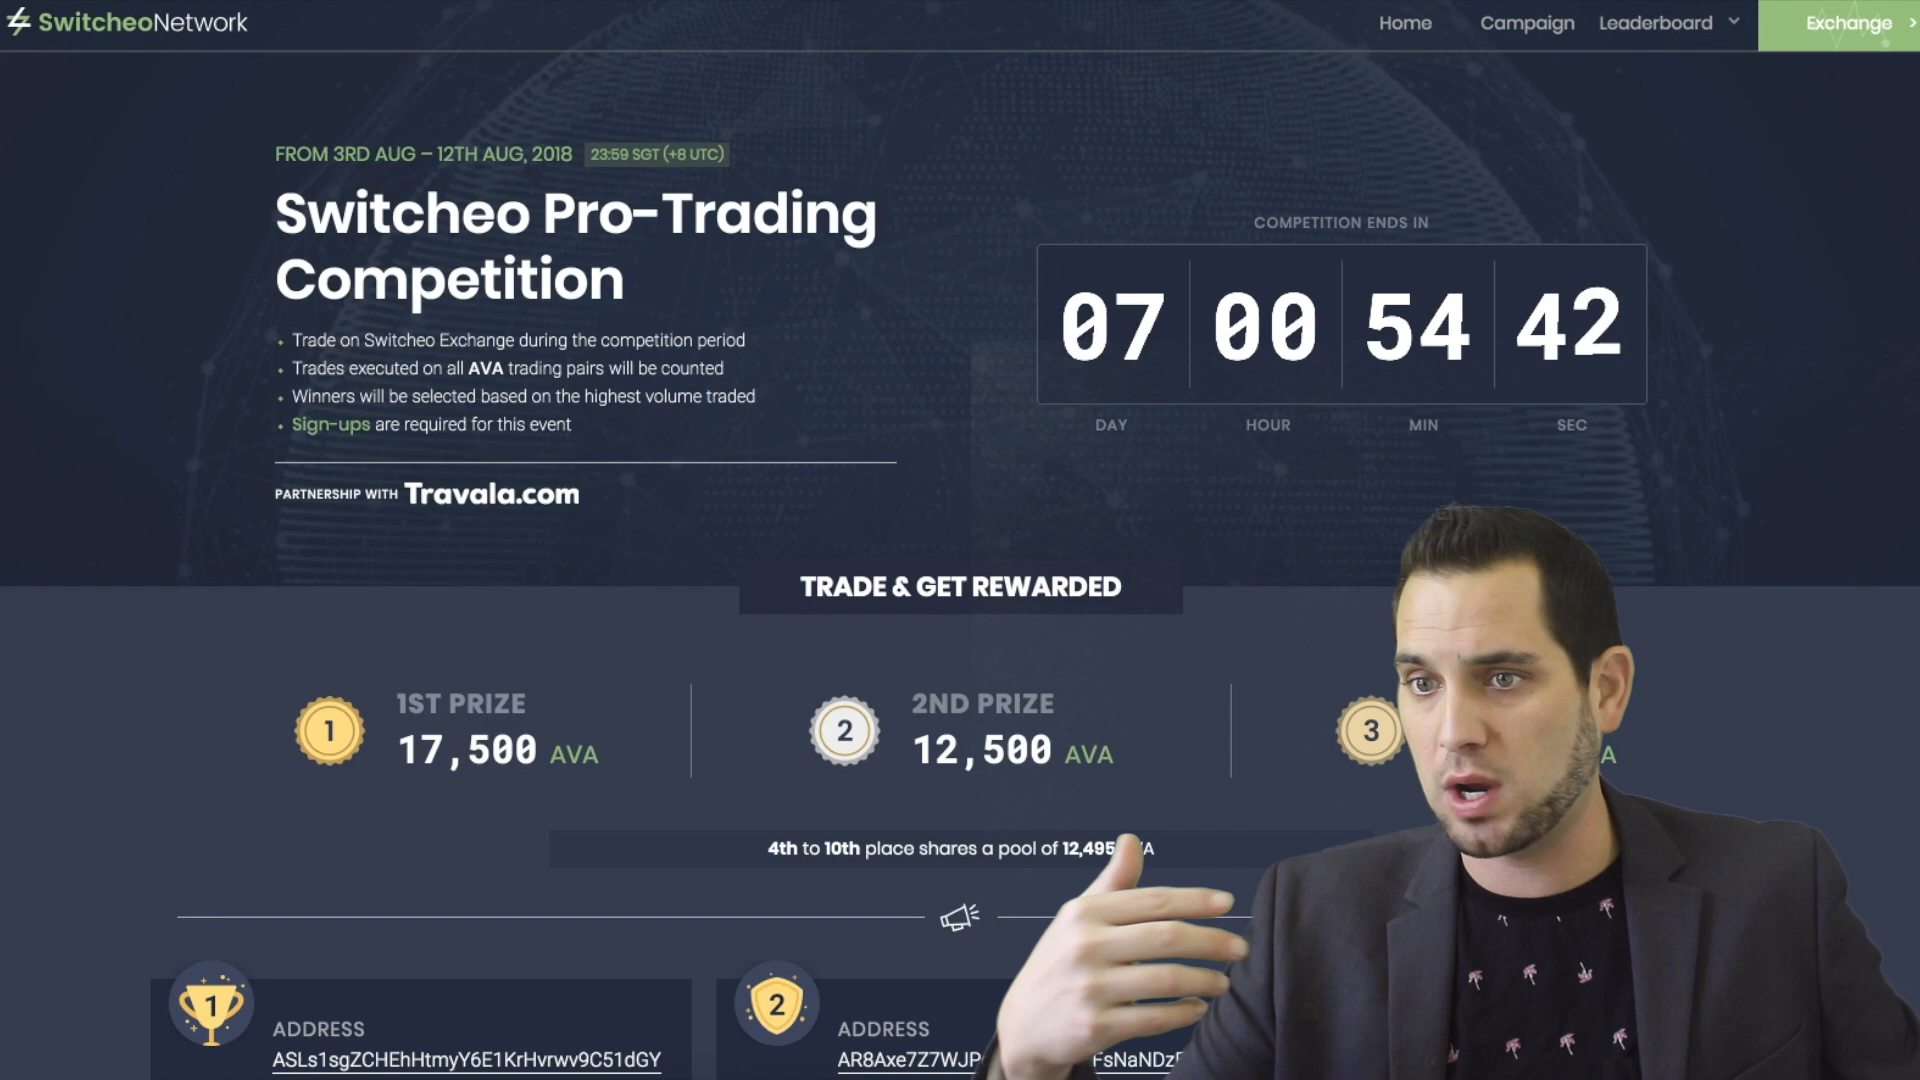 SwitcheoNetwork
Home
Campaign
Leaderboard
Exchange
FROM 3RD AUG – 12TH AUG, 2018 23:59 SGT (+8 UTC)
Switcheo Pro-Trading
Competition
Trade on Switcheo Exchange during the competition period
Trades executed on all AVA trading pairs will be counted
Winners will be selected based on the highest volume traded
Sign-ups are required for this event
PARTNERSHIP WITH Travala.com
COMPETITION ENDS IN
07 00 54 42
DAY HOUR MIN SEC
TRADE & GET REWARDED
1
1ST PRIZE
17,500 AVA
2
2ND PRIZE
12,500 AVA
3
A
4th to 10th place shares a pool of 12,495 A
1
ADDRESS
ASLs1sgZCHEhHtmyY6E1KrHvrwv9C51dGY
2
ADDRESS
AR8Axe7Z7WJP FsNaNDz